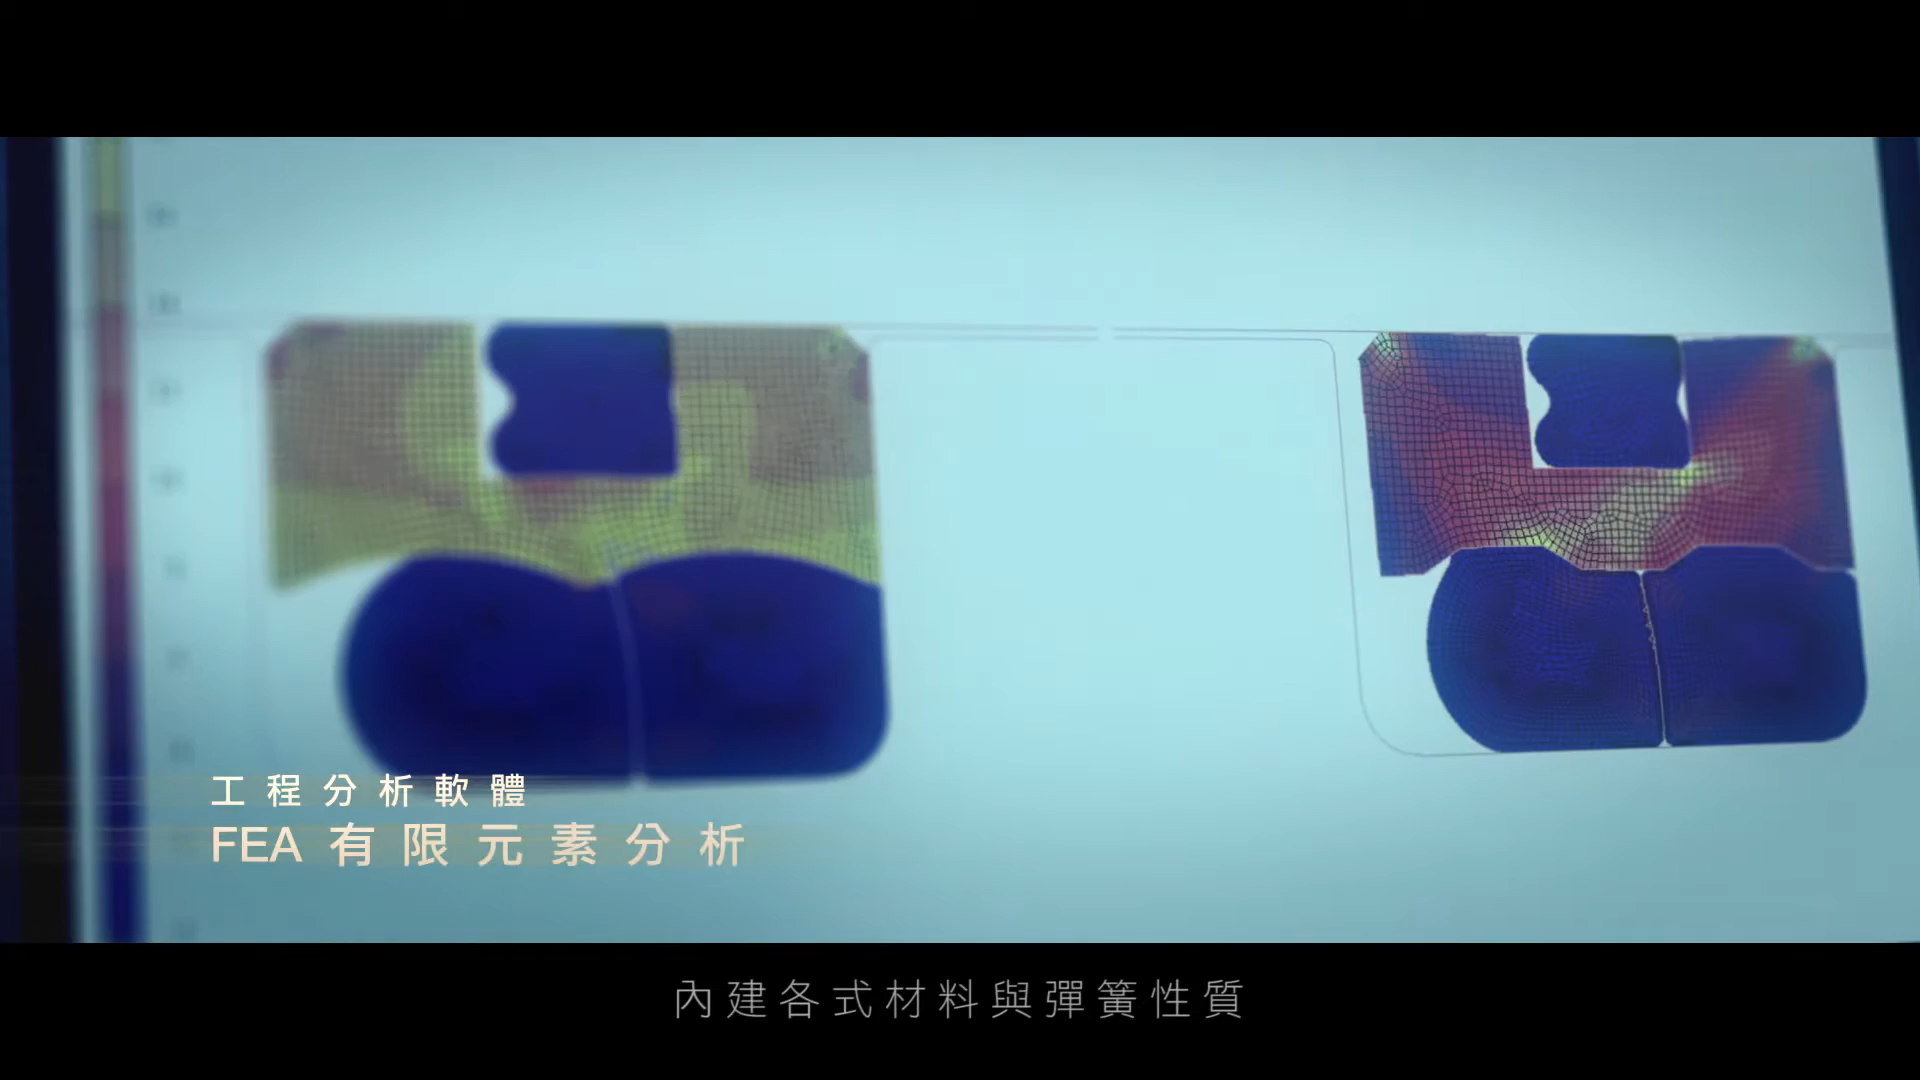 工程分析軟體
FEA 有限元素分析
內建各式材料與彈簧性質